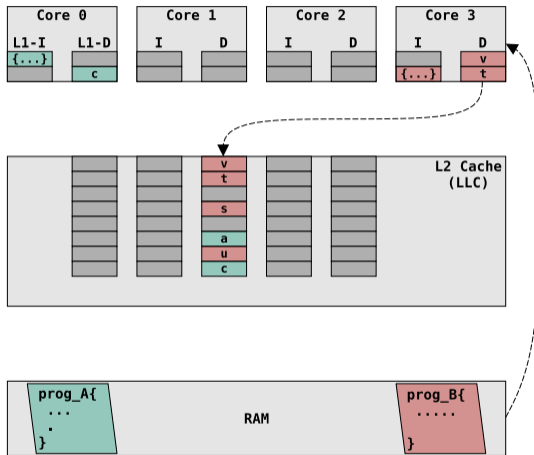 Core 0 Core 1 Core 2 Core 3
L1-I L1-D I D I D I D
{...} v
c {...} t
v
t
s
a
u
c
L2 Cache
(LLC)
prog_A{
...
.
}
RAM
prog_B{
.....
}